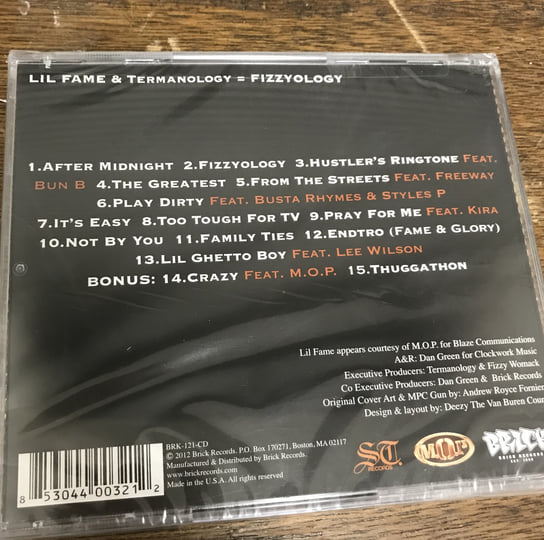 LIL FAME & TERMANOLOGY = FIZZYOLOGY
1.AFTER MIDNIGHT 2.FIZZYOLOGY 3.HUSTLER'S RINGTONE FEAT.
BUN B 4.THE GREATEST 5.FROM THE STREETS FEAT. FREEWAY
6.PLAY DIRTY FEAT. BUSTA RHYMES & STYLES P
7.IT'S EASY 8.TOO TOUGH FOR TV 9.PRAY FOR ME FEAT. KIRA
10.NOT BY YOU 11.FAMILY TIES 12.ENDTRO (FAME & GLORY)
13.LIL GHETTO BOY FEAT. LEE WILSON
BONUS: 14.CRAZY FEAT. M.O.P. 15.THUGGATHON
Lil Fame appears courtesy of M.O.P. for Blaze Communications
A&R: Dan Green for Clockwork Music
Executive Producers: Termanology & Fizzy Womack
Co Executive Producers: Dan Green & Brick Records
Original Cover Art & MPC Gun by: Andrew Royce Fornier
Design & layout by: Deezy The Van Buren Coun
BRK-121-CD
© 2012 Brick Records. P.O. Box 170271, Boston, MA 02117
Manufactured & Distributed by Brick Records.
www.brickrecords.com
Made in the U.S.A. All rights reserved
8 53044 00321 2
S.T.
RECORDS
M.O.P
BRICK
BRICK RECORDS